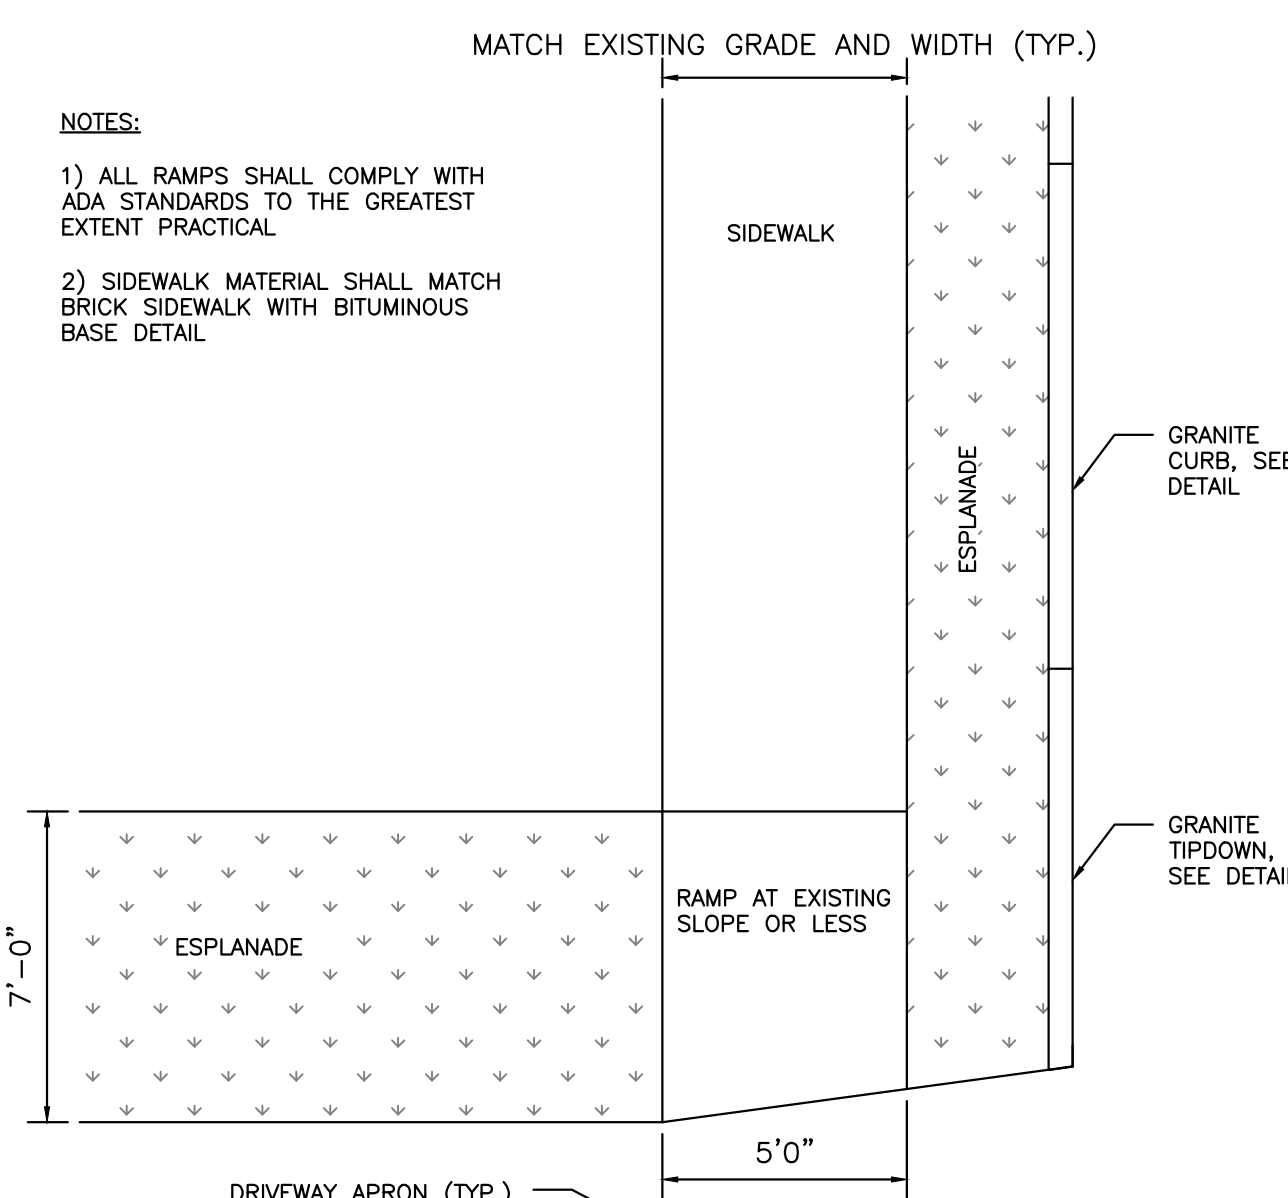 MATCH EXISTING GRADE AND WIDTH (TYP.)
NOTES:
1) ALL RAMPS SHALL COMPLY WITH
ADA STANDARDS TO THE GREATEST
EXTENT PRACTICAL
2) SIDEWALK MATERIAL SHALL MATCH
BRICK SIDEWALK WITH BITUMINOUS
BASE DETAIL
SIDEWALK
ESPLANADE
GRANITE
CURB, SEE
DETAIL
GRANITE
TIPDOWN,
SEE DETAIL
RAMP AT EXISTING
SLOPE OR LESS
ESPLANADE
7'-0"
5'0"
DRIVEWAY APRON (TYP.)